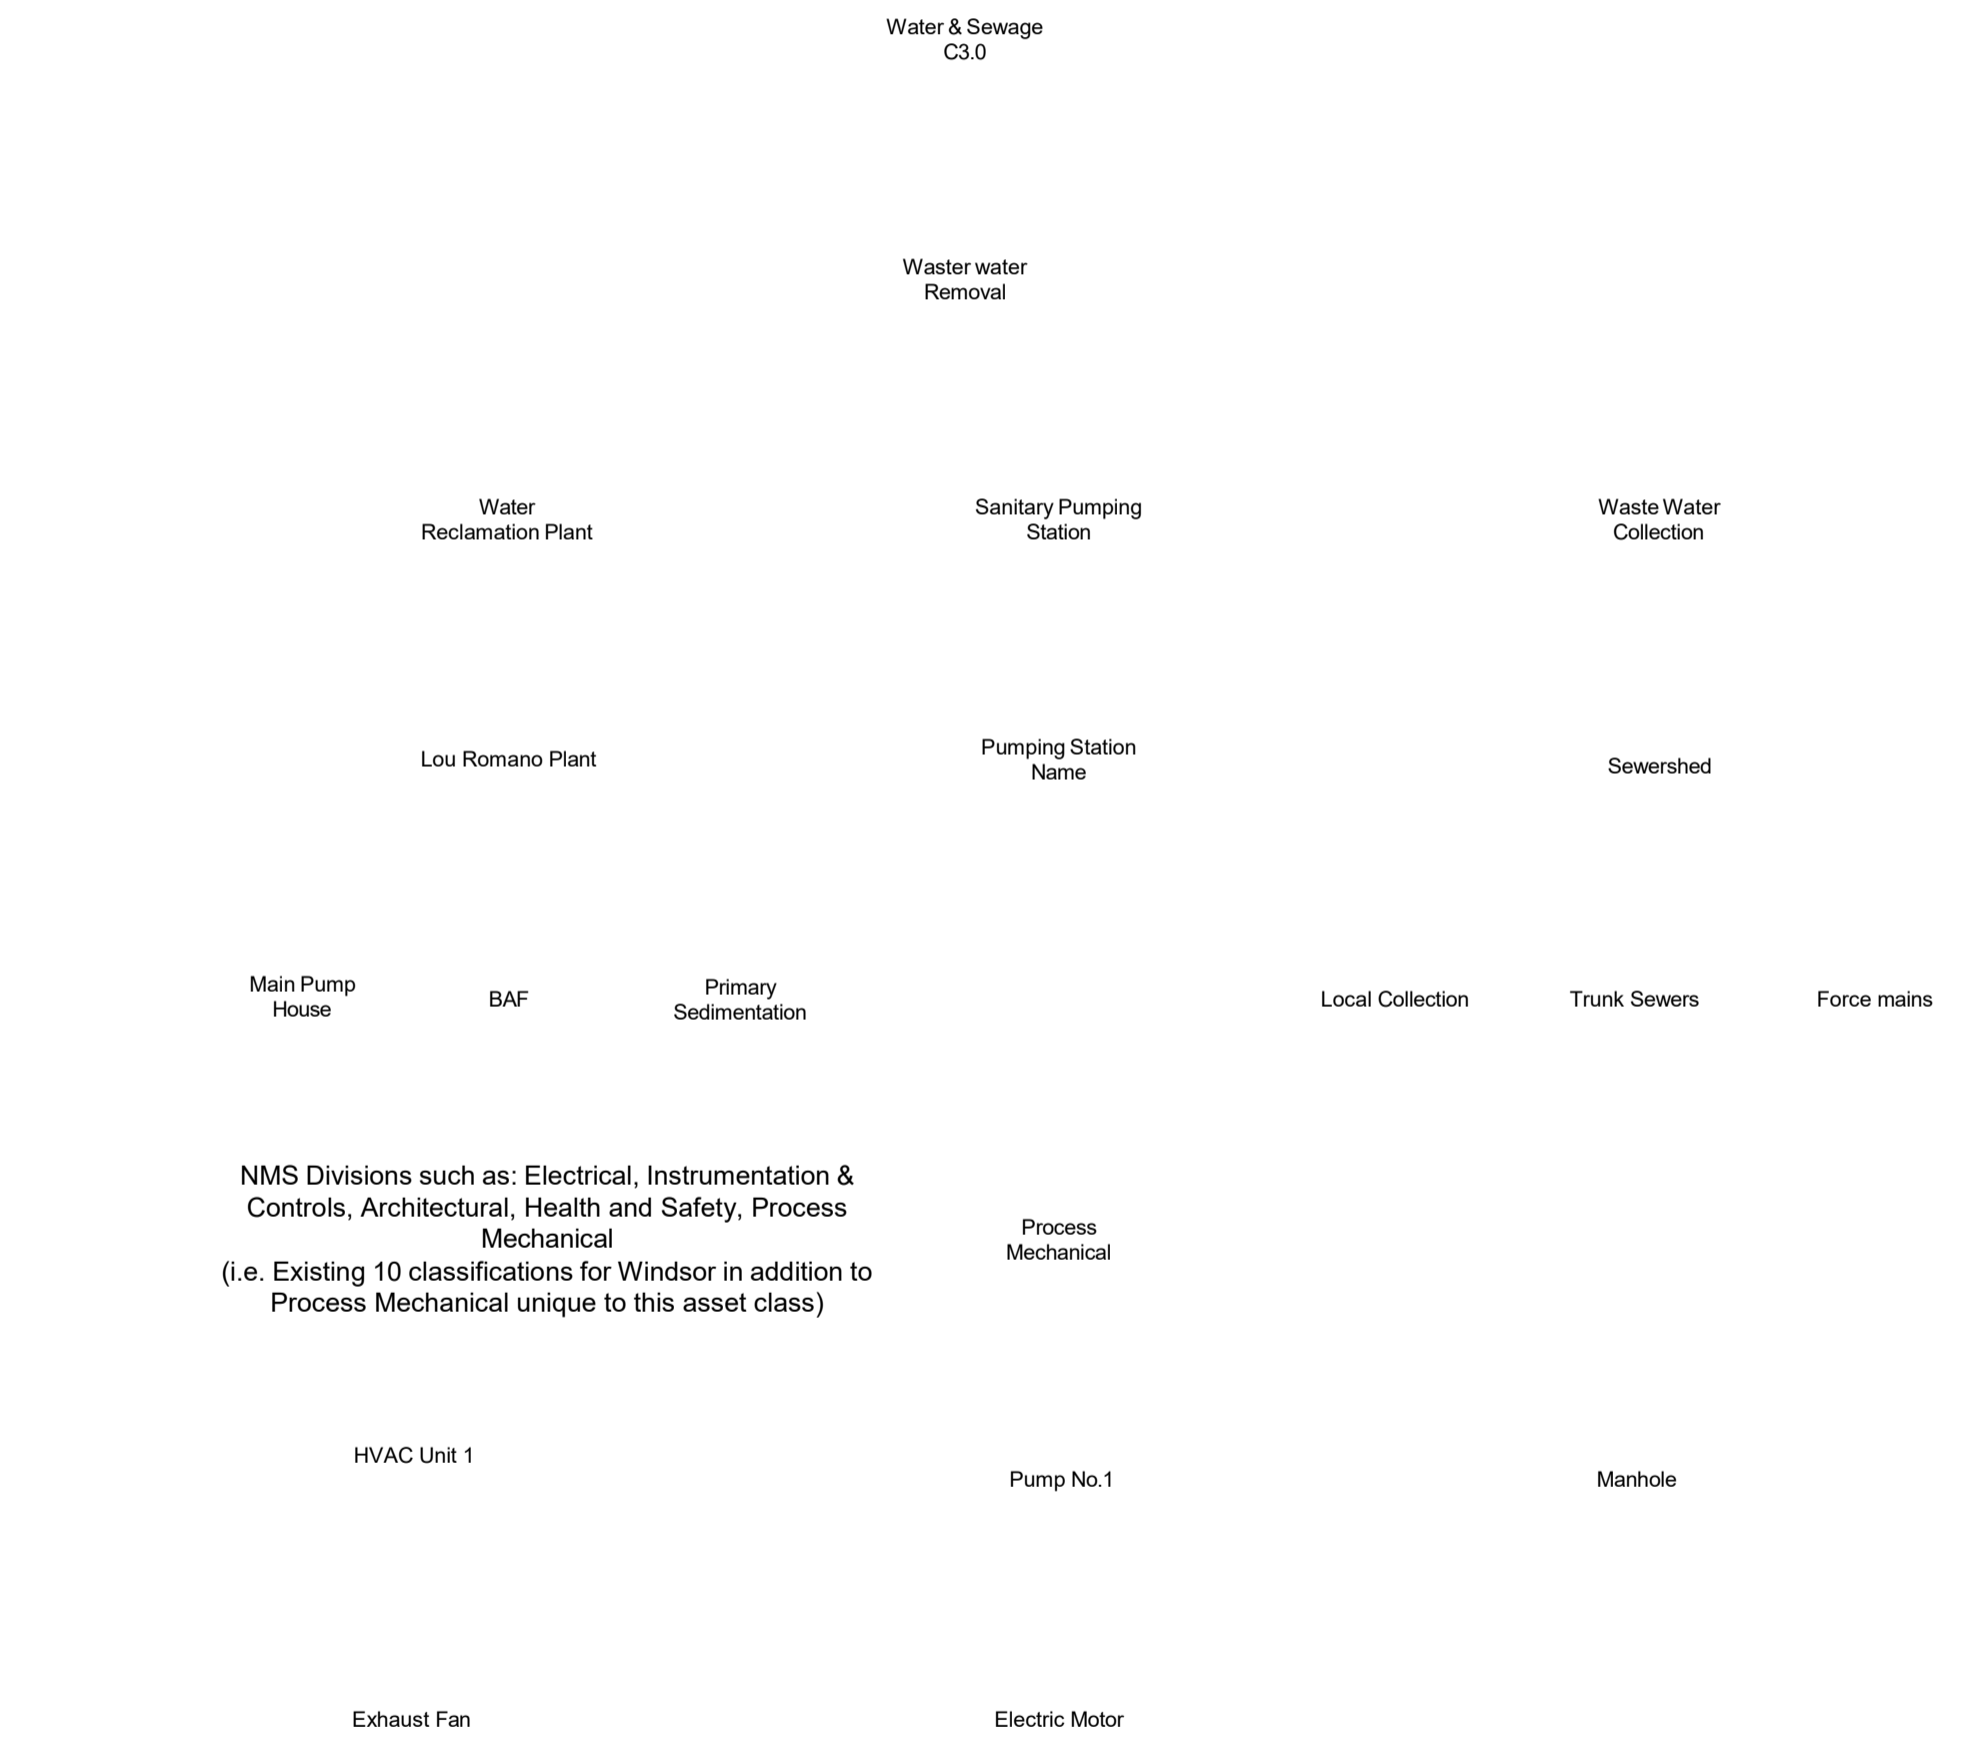 Water & Sewage
C3.0
Waster water
Removal
Water
Reclamation Plant
Sanitary Pumping
Station
Waste Water
Collection
Lou Romano Plant
Pumping Station
Name
Sewershed
Main Pump
House
BAF
Primary
Sedimentation
Local Collection
Trunk Sewers
Force mains
NMS Divisions such as: Electrical, Instrumentation &
Controls, Architectural, Health and Safety, Process
Mechanical
(i.e. Existing 10 classifications for Windsor in addition to
Process Mechanical unique to this asset class)
Process
Mechanical
HVAC Unit 1
Pump No.1
Manhole
Exhaust Fan
Electric Motor